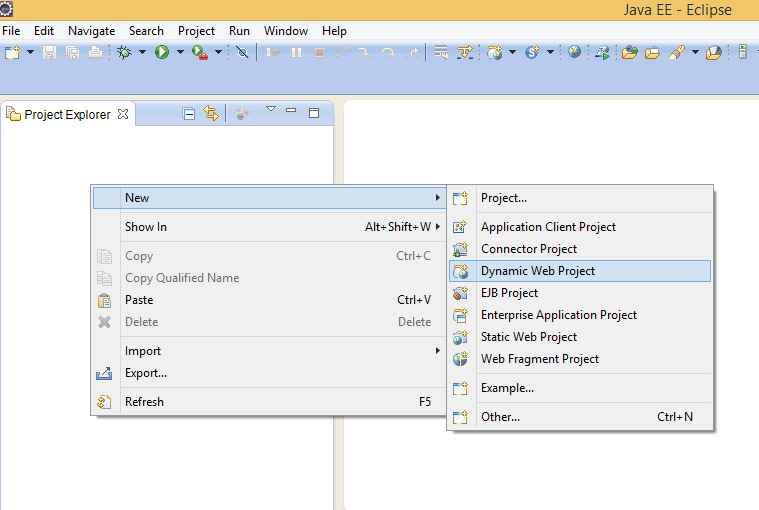 Java EE - Eclipse
File Edit Navigate Search Project Run Window Help
Project Explorer
New
Show In Alt+Shift+W
Copy Ctrl+C
Copy Qualified Name
Paste Ctrl+V
Delete Delete
Import
Export...
Refresh F5
Project...
Application Client Project
Connector Project
Dynamic Web Project
EJB Project
Enterprise Application Project
Static Web Project
Web Fragment Project
Example...
Other... Ctrl+N